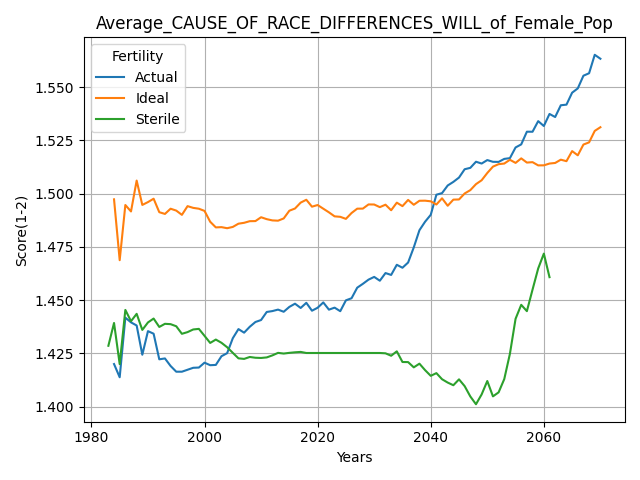 Average_CAUSE_OF_RACE_DIFFERENCES_WILL_of_Female_Pop
Fertility
Actual
Ideal
Sterile
Score(1-2)
1.550
1.525
1.500
1.475
1.450
1.425
1.400
1980 2000 2020 2040 2060
Years